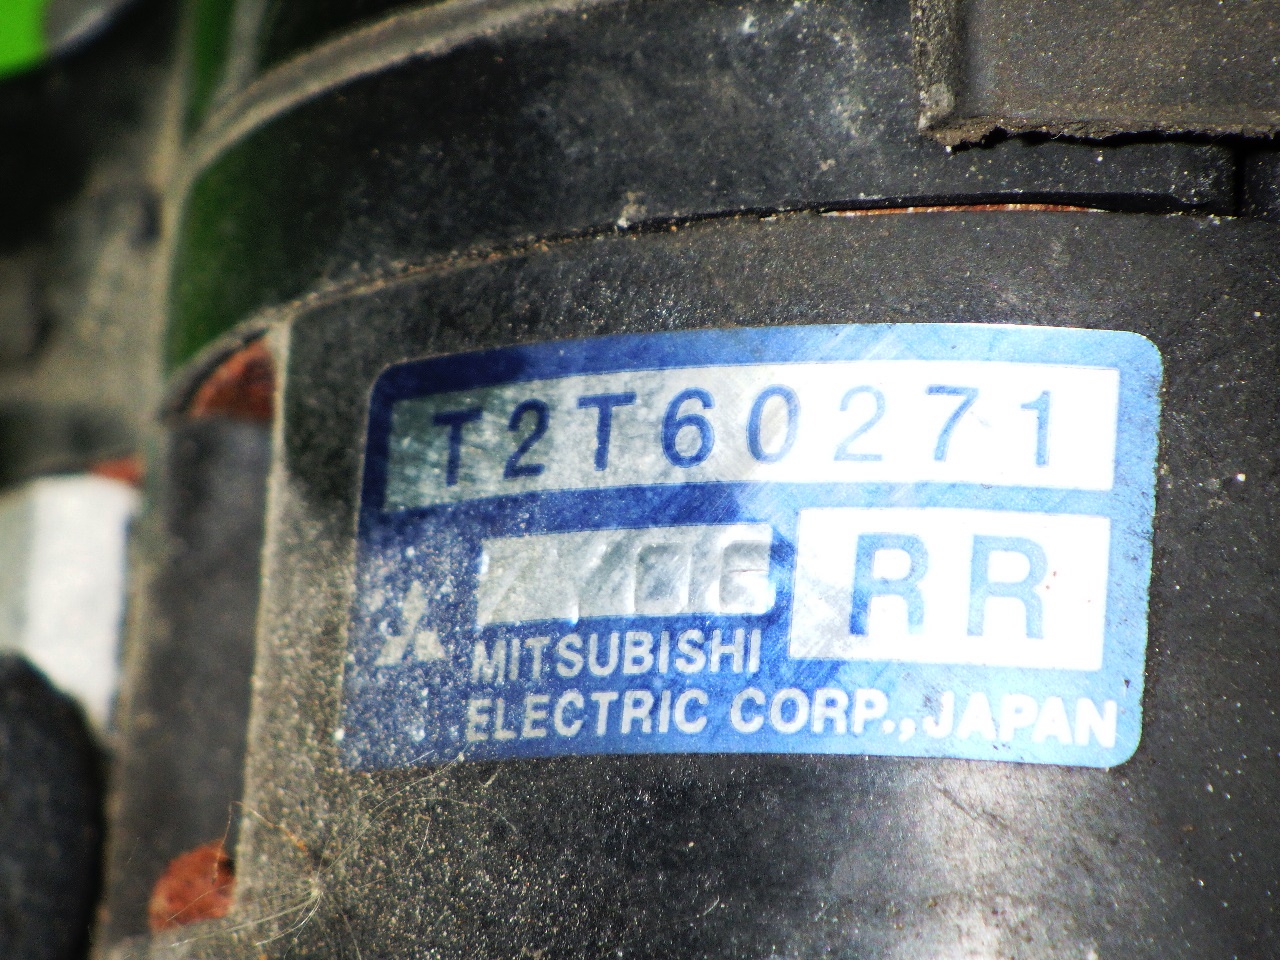 T2T60271
RR
MITSUBISHI
ELECTRIC CORP., JAPAN